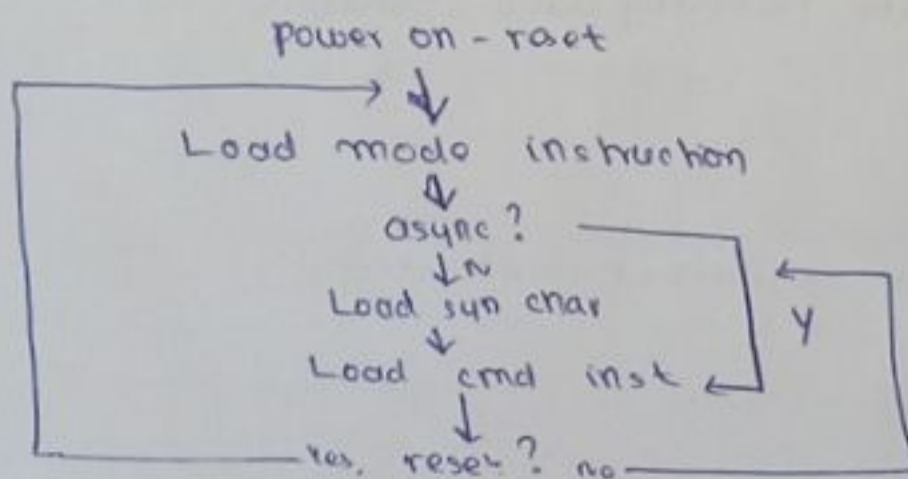 power on - reset
Load mode instruction
async?
N
Load syn char
Y
Load cmd inst
Yes, reset? no